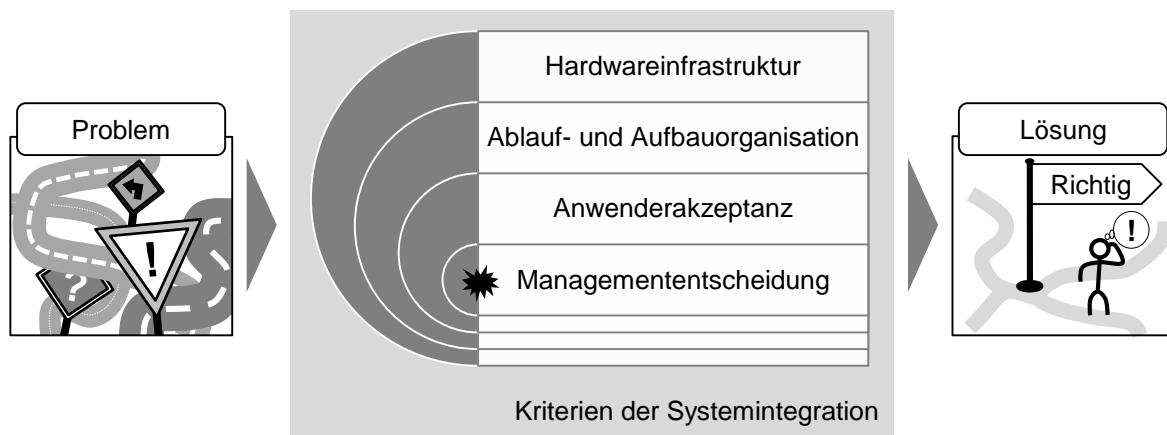 Problem
!
?
Hardwareinfrastruktur
Ablauf- und Aufbauorganisation
Anwenderakzeptanz
Managemententscheidung
Kriterien der Systemintegration
Lösung
Richtig
!